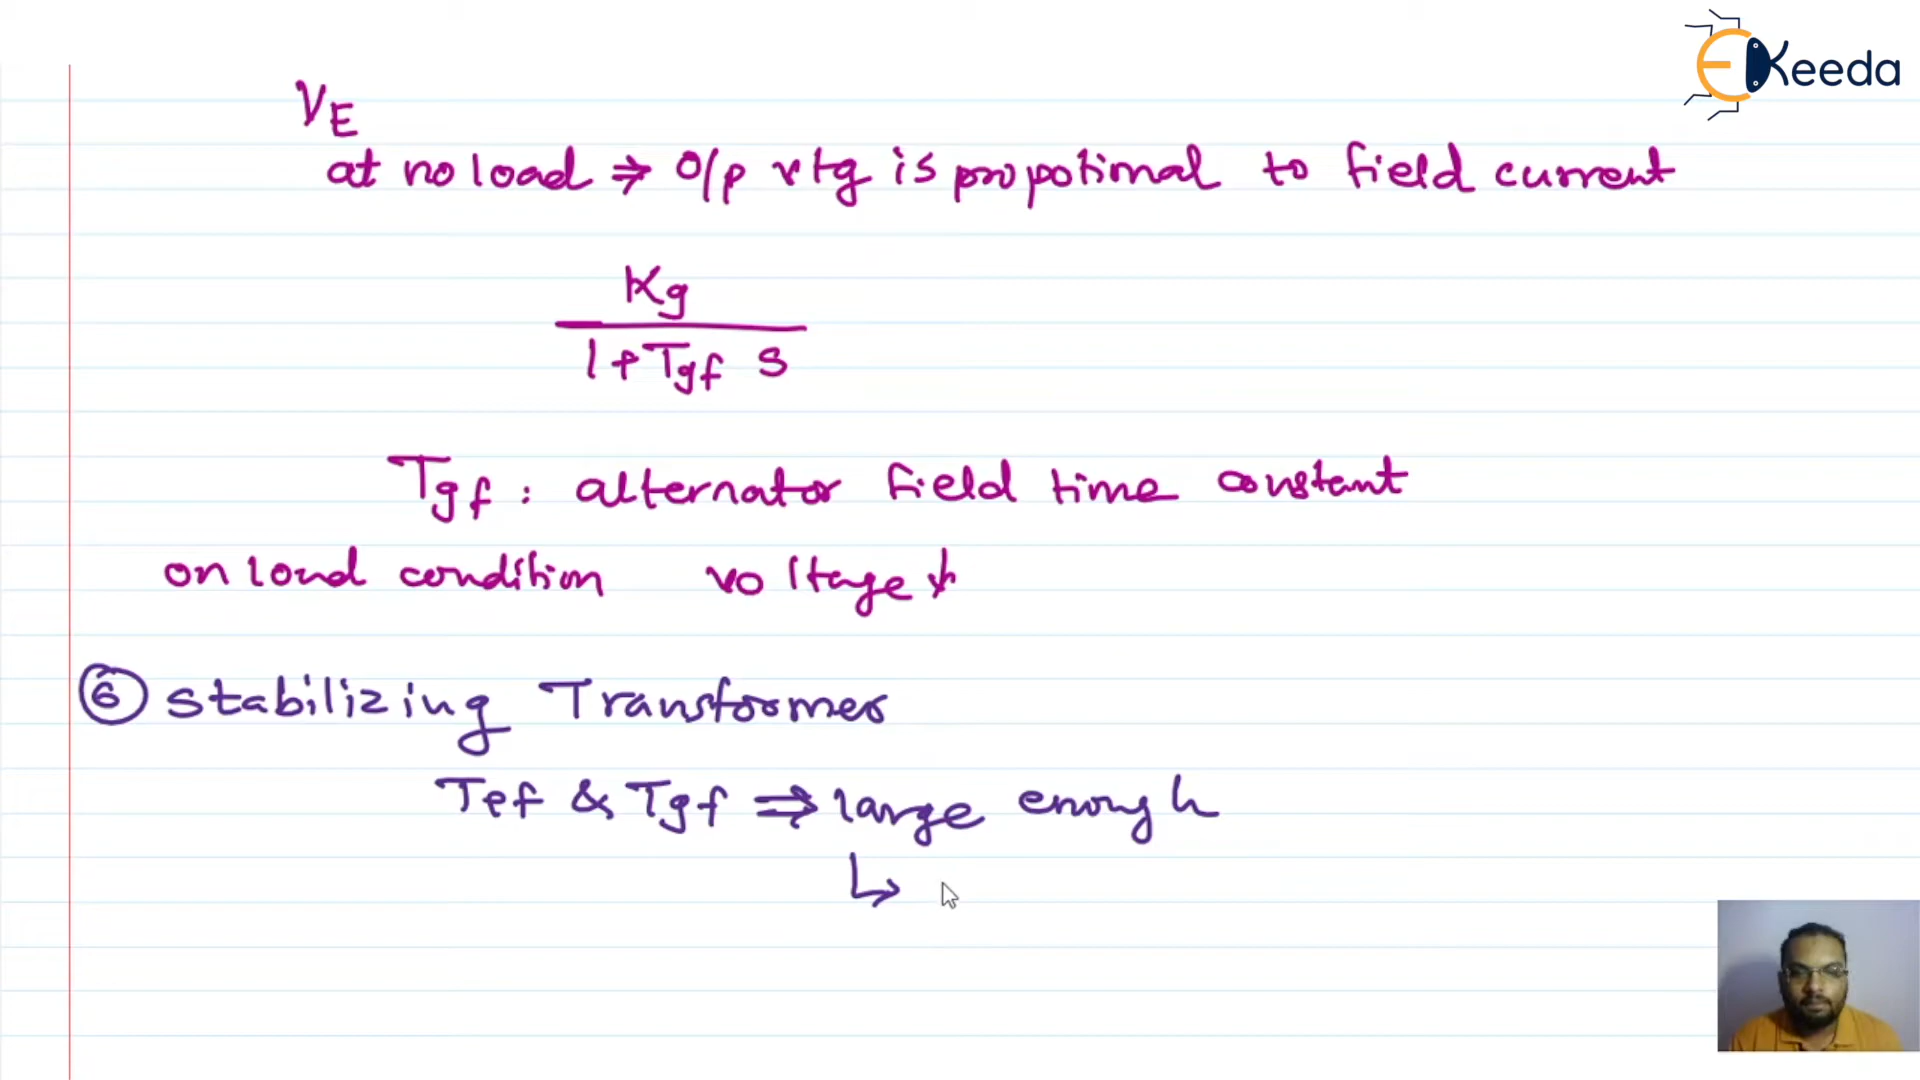 EKeeda
VE
at no load ⇒ O/p vtg is propotional to field current
Kg
1+Tgf s
Tgf : alternator field time constant
on load condition voltage ↓
⑥ stabilizing Transformer
Tef & Tgf ⇒ large enough
↳